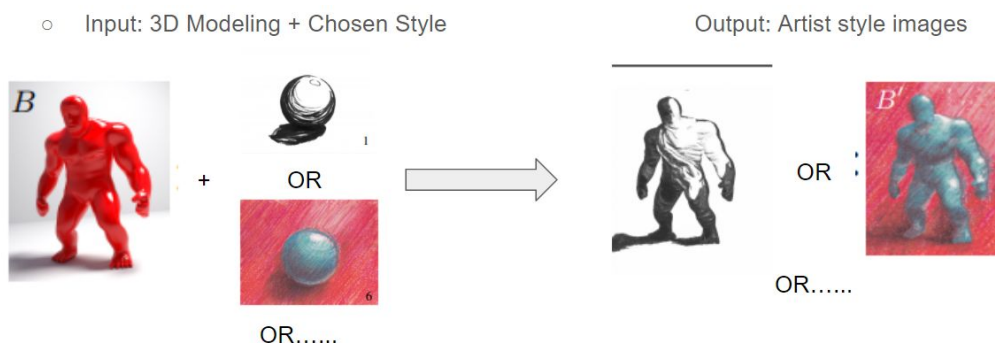 ○ Input: 3D Modeling + Chosen Style
Output: Artist style images
B
+
1
OR
6
OR…...
OR
B'
OR…...